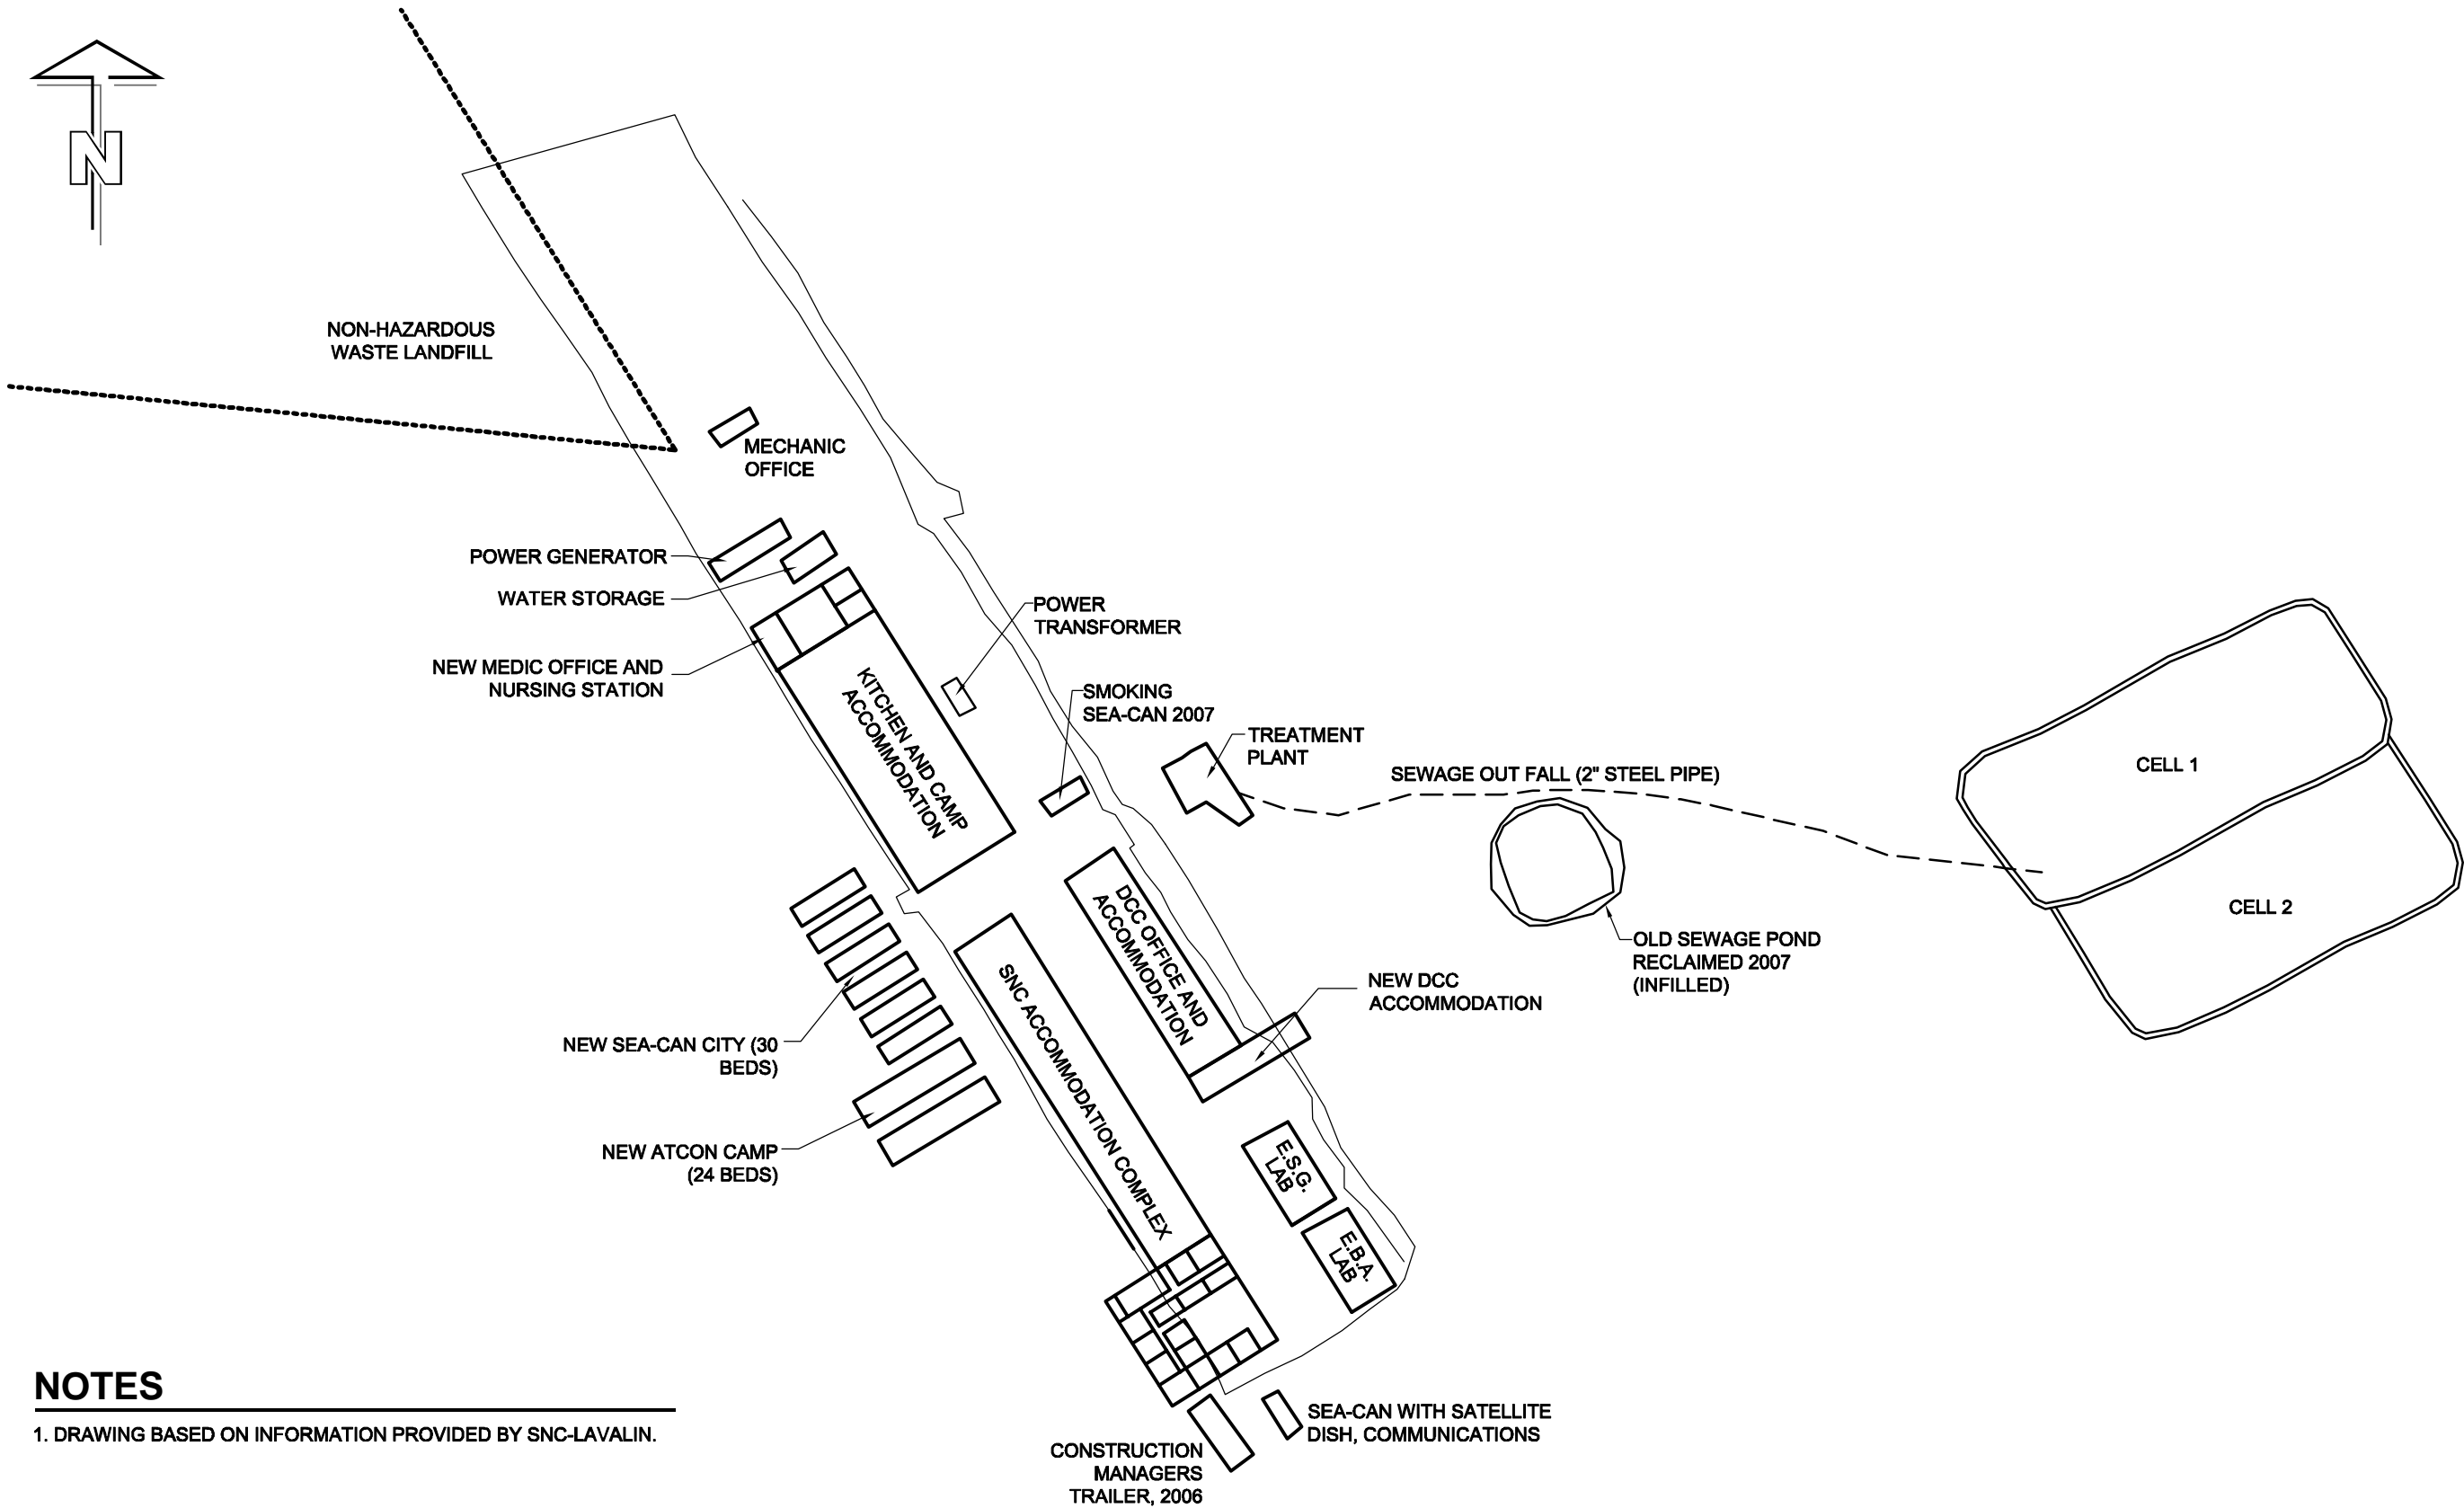 N
NON-HAZARDOUS
WASTE LANDFILL
MECHANIC
OFFICE
POWER GENERATOR
WATER STORAGE
NEW MEDIC OFFICE AND
NURSING STATION
POWER
TRANSFORMER
KITCHEN AND CAMP
ACCOMMODATION
SMOKING
SEA-CAN 2007
TREATMENT
PLANT
SEWAGE OUT FALL (2" STEEL PIPE)
CELL 1
CELL 2
OLD SEWAGE POND
RECLAIMED 2007
(INFILLED)
DCC OFFICE AND
ACCOMMODATION
NEW DCC
ACCOMMODATION
SNC ACCOMMODATION COMPLEX
NEW SEA-CAN CITY (30
BEDS)
NEW ATCON CAMP
(24 BEDS)
E.S.G.
LAB
E.B.A.
LAB
SEA-CAN WITH SATELLITE
DISH, COMMUNICATIONS
CONSTRUCTION
MANAGERS
TRAILER, 2006
NOTES
1. DRAWING BASED ON INFORMATION PROVIDED BY SNC-LAVALIN.